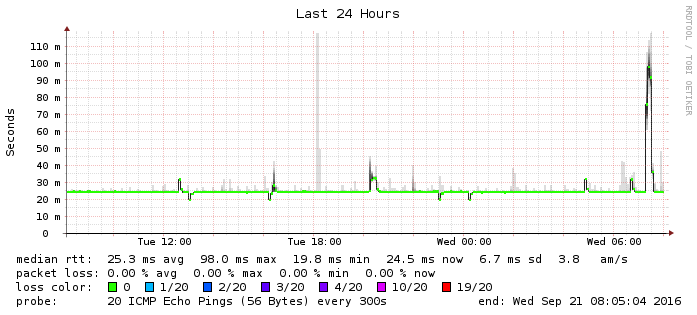 Last 24 Hours
RRDTOOL / TOBI OETIKER
Seconds
110 m
100 m
90 m
80 m
70 m
60 m
50 m
40 m
30 m
20 m
10 m
0
Tue 12:00 Tue 18:00 Wed 00:00 Wed 06:00
median rtt: 25.3 ms avg 98.0 ms max 19.8 ms min 24.5 ms now 6.7 ms sd 3.8 am/s
packet loss: 0.00 % avg 0.00 % max 0.00 % min 0.00 % now
loss color: 0 1/20 2/20 3/20 4/20 10/20 19/20
probe: 20 ICMP Echo Pings (56 Bytes) every 300s end: Wed Sep 21 08:05:04 2016